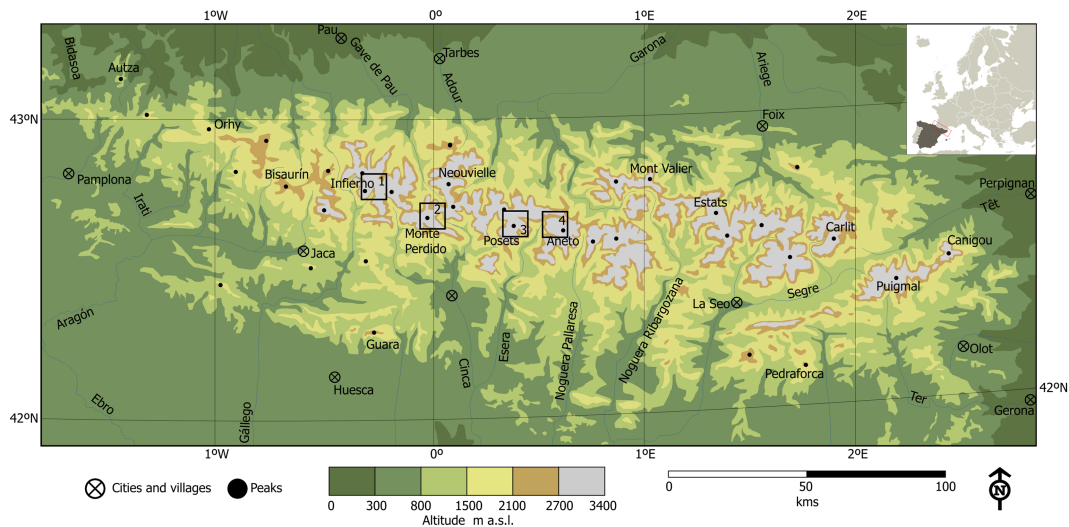 1ºW
0º
1ºE
2ºE
Pau
Tarbes
Garona
Bidasoa
Autza
Gave de Pau
Adour
Ariege
Foix
43ºN
Orhy
Pamplona
Bisaurín
Infierno
1
Neouvielle
Mont Valier
Perpignan
Irati
2
Monte
Perdido
Posets
3
4
Aneto
Estats
Carlit
Têt
Canigou
Jaca
Puigmal
La Seo
Segre
Aragón
Guara
Cinca
Esera
Noguera Pallaresa
Noguera Ribargozana
Olot
Pedraforca
Huesca
Ebro
Gállego
Ter
42ºN
42ºN
Gerona
1ºW
0º
1ºE
2ºE
Cities and villages
Peaks
0 300 800 1500 2100 2700 3400
Altitude m a.s.l.
0 50 100
kms
N